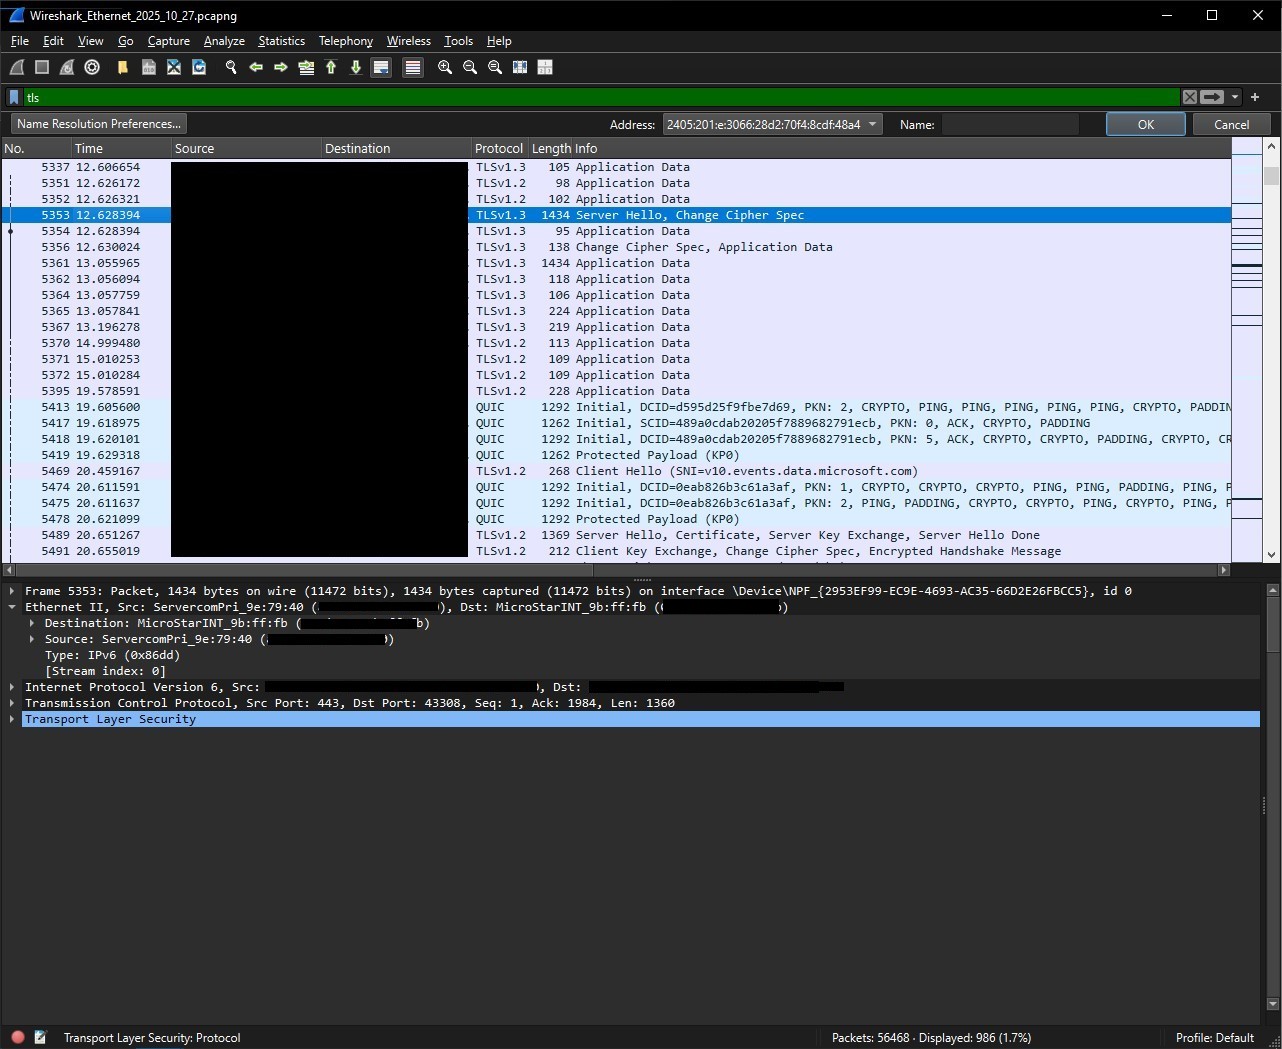 Wireshark_Ethernet_2025_10_27.pcapng
File Edit View Go Capture Analyze Statistics Telephony Wireless Tools Help
tls
Name Resolution Preferences... Address: 2405:201:e:3066:28d2:70f4:8cdf:48a4 Name: OK Cancel
No. Time Source Destination Protocol Length Info
5337 12.606654 TLSv1.3 105 Application Data
5351 12.626172 TLSv1.2 98 Application Data
5352 12.626321 TLSv1.2 102 Application Data
5353 12.628394 TLSv1.3 1434 Server Hello, Change Cipher Spec
5354 12.628394 TLSv1.3 95 Application Data
5356 12.630024 TLSv1.3 138 Change Cipher Spec, Application Data
5361 13.055965 TLSv1.3 1434 Application Data
5362 13.056094 TLSv1.3 118 Application Data
5364 13.057759 TLSv1.3 106 Application Data
5365 13.057841 TLSv1.3 224 Application Data
5367 13.196278 TLSv1.3 219 Application Data
5370 14.999480 TLSv1.2 113 Application Data
5371 15.010253 TLSv1.2 109 Application Data
5372 15.010284 TLSv1.2 109 Application Data
5395 19.578591 TLSv1.2 228 Application Data
5413 19.605600 QUIC 1292 Initial, DCID=d595d25f9fbe7d69, PKN: 2, CRYPTO, PING, PING, PING, PING, PING, CRYPTO, PADDIN
5417 19.618975 QUIC 1262 Initial, SCID=489a0cdab20205f7889682791ecb, PKN: 0, ACK, CRYPTO, PADDING
5418 19.620101 QUIC 1292 Initial, DCID=489a0cdab20205f7889682791ecb, PKN: 5, ACK, CRYPTO, CRYPTO, PADDING, CRYPTO, CR
5419 19.629318 QUIC 1262 Protected Payload (KP0)
5469 20.459167 TLSv1.2 268 Client Hello (SNI=v10.events.data.microsoft.com)
5474 20.611591 QUIC 1292 Initial, DCID=0eab826b3c61a3af, PKN: 1, CRYPTO, CRYPTO, CRYPTO, PING, PING, PADDING, PING, P
5475 20.611637 QUIC 1292 Initial, DCID=0eab826b3c61a3af, PKN: 2, PING, PADDING, CRYPTO, CRYPTO, PING, CRYPTO, PING, F
5478 20.621099 QUIC 1292 Protected Payload (KP0)
5489 20.651267 TLSv1.2 1369 Server Hello, Certificate, Server Key Exchange, Server Hello Done
5491 20.655019 TLSv1.2 212 Client Key Exchange, Change Cipher Spec, Encrypted Handshake Message
Frame 5353: Packet, 1434 bytes on wire (11472 bits), 1434 bytes captured (11472 bits) on interface \Device\NPF_{2953EF99-EC9E-4693-AC35-66D2E26FBCC5}, id 0
Ethernet II, Src: ServercomPri_9e:79:40 ( ), Dst: MicroStarINT_9b:ff:fb ( )
Destination: MicroStarINT_9b:ff:fb ( b)
Source: ServercomPri_9e:79:40 ( )
Type: IPv6 (0x86dd)
[Stream index: 0]
Internet Protocol Version 6, Src: , Dst:
Transmission Control Protocol, Src Port: 443, Dst Port: 43308, Seq: 1, Ack: 1984, Len: 1360
Transport Layer Security
Transport Layer Security: Protocol Packets: 56468 · Displayed: 986 (1.7%) Profile: Default